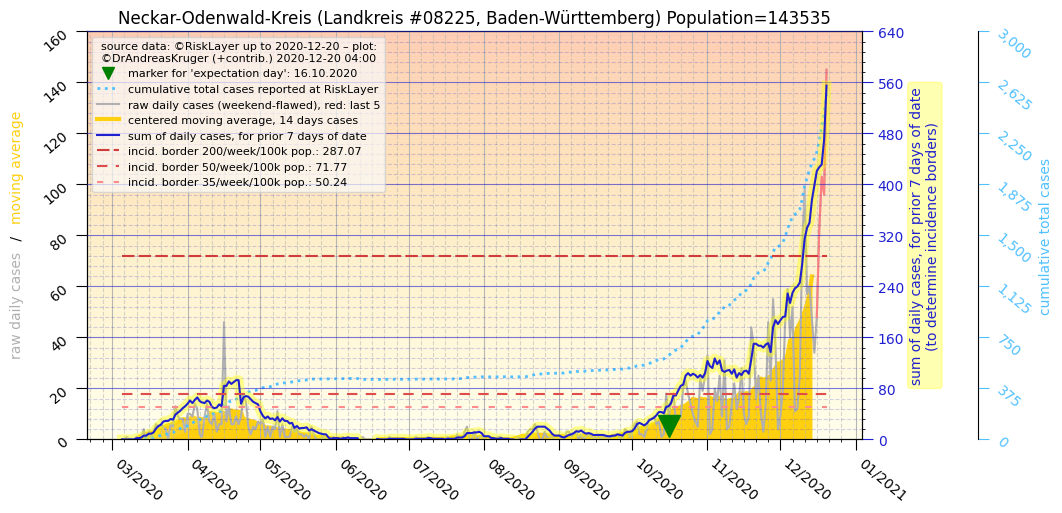 Neckar-Odenwald-Kreis (Landkreis #08225, Baden-Württemberg) Population=143535
source data: ©RiskLayer up to 2020-12-20 – plot:
©DrAndreasKruger (+contrib.) 2020-12-20 04:00
marker for 'expectation day': 16.10.2020
cumulative total cases reported at RiskLayer
raw daily cases (weekend-flawed), red: last 5
centered moving average, 14 days cases
sum of daily cases, for prior 7 days of date
incid. border 200/week/100k pop.: 287.07
incid. border 50/week/100k pop.: 71.77
incid. border 35/week/100k pop.: 50.24
raw daily cases / moving average
160
140
120
100
80
60
40
20
0
03/2020
04/2020
05/2020
06/2020
07/2020
08/2020
09/2020
10/2020
11/2020
12/2020
01/2021
640
560
480
400
320
240
160
80
0
sum of daily cases, for prior 7 days of date
(to determine incidence borders)
3,000
2,625
2,250
1,875
1,500
1,125
750
375
0
cumulative total cases